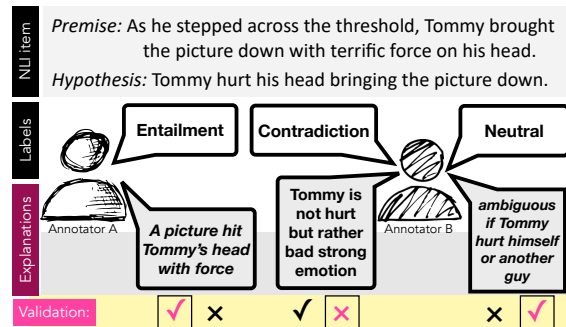 NLI item
Premise: As he stepped across the threshold, Tommy brought
the picture down with terrific force on his head.
Hypothesis: Tommy hurt his head bringing the picture down.
Labels
Entailment
Contradiction
Neutral
Explanations
Annotator A
A picture hit
Tommy's head
with force
Tommy is
not hurt
but rather
bad strong
emotion
Annotator B
ambiguous
if Tommy
hurt himself
or another
guy
Validation:
✓ ✗ ✓ ✗ ✗ ✓